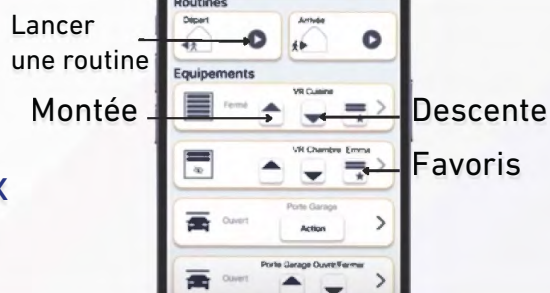 Routines
Lancer
une routine
Départ
Arrivée
Equipements
Montée
Fermé
VR Cuisine
Descente
VR Chambre Emma
Favoris
X
Ouvert
Porte Garage
Action
Ouvert
Porte Garage Ouvrir/Fermer